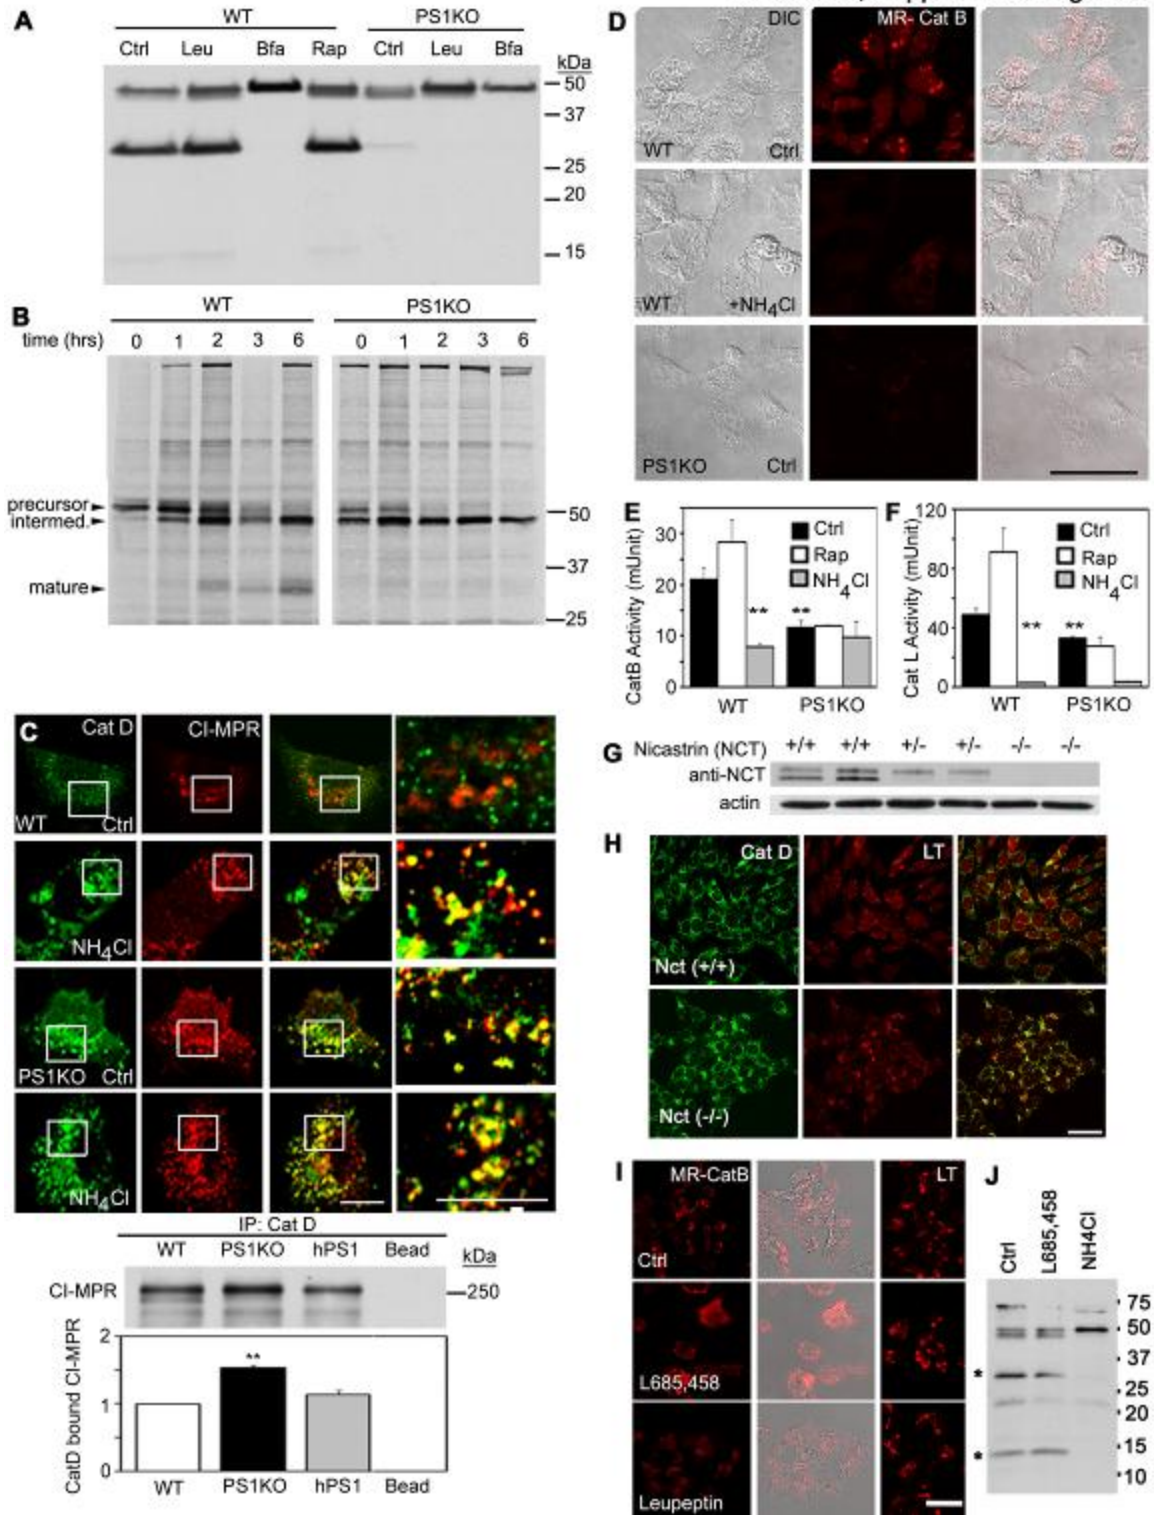 A
WT
PS1KO
Ctrl Leu Bfa Rap Ctrl Leu Bfa
kDa
50
37
25
20
15
B
WT
PS1KO
time (hrs) 0 1 2 3 6 0 1 2 3 6
precursor
intermed.
mature
50
37
25
C
Cat D
CI-MPR
WT
Ctrl
NH4Cl
PS1KO
Ctrl
NH4Cl
IP: Cat D
WT PS1KO hPS1 Bead
kDa
CI-MPR
250
CatD bound CI-MPR
2
1
0
**
WT PS1KO hPS1 Bead
D
DIC
MR- Cat B
WT
Ctrl
WT
+NH4Cl
PS1KO
Ctrl
E
CatB Activity (mUnit)
30
20
10
0
Ctrl
Rap
NH4Cl
**
**
WT PS1KO
F
Cat L Activity (mUnit)
120
80
40
0
Ctrl
Rap
NH4Cl
**
**
WT PS1KO
G
Nicastrin (NCT) +/+ +/+ +/- +/- -/- -/-
anti-NCT
actin
H
Cat D
LT
Nct (+/+)
Nct (-/-)
I
MR-CatB
LT
Ctrl
L685,458
Leupeptin
J
Ctrl
L685,458
NH4Cl
75
50
37
25
20
15
10
*
*